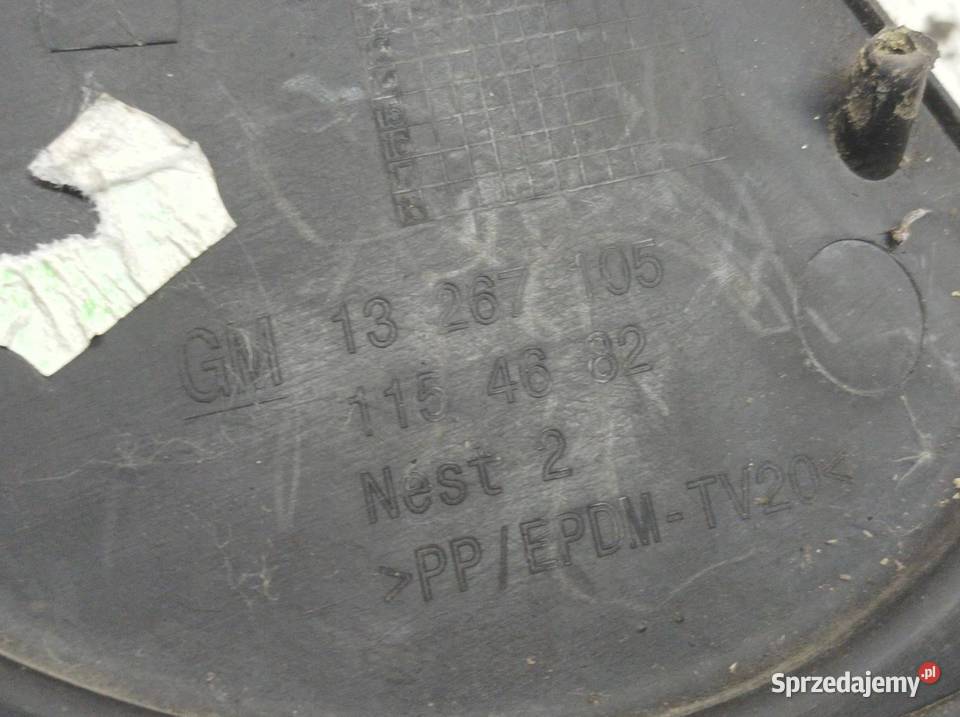 GM 13 267 105
115 46 82
Nest 2
>PP/EPDM-TV20<
Sprzedajemy.pl